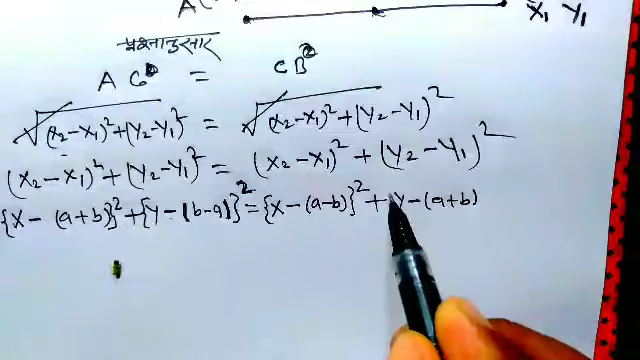 A(
X₁ Y₁
प्रश्नानुसार
AC = CB
√(x₂-x₁)²+(y₂-y₁)² = √(x₂-x₁)²+(y₂-y₁)²
(x₂-x₁)²+(y₂-y₁)² = (x₂-x₁)²+(y₂-y₁)²
{x-(a+b)}²+{y-(b-a)}²={x-(a-b)}²+ y-(a+b)